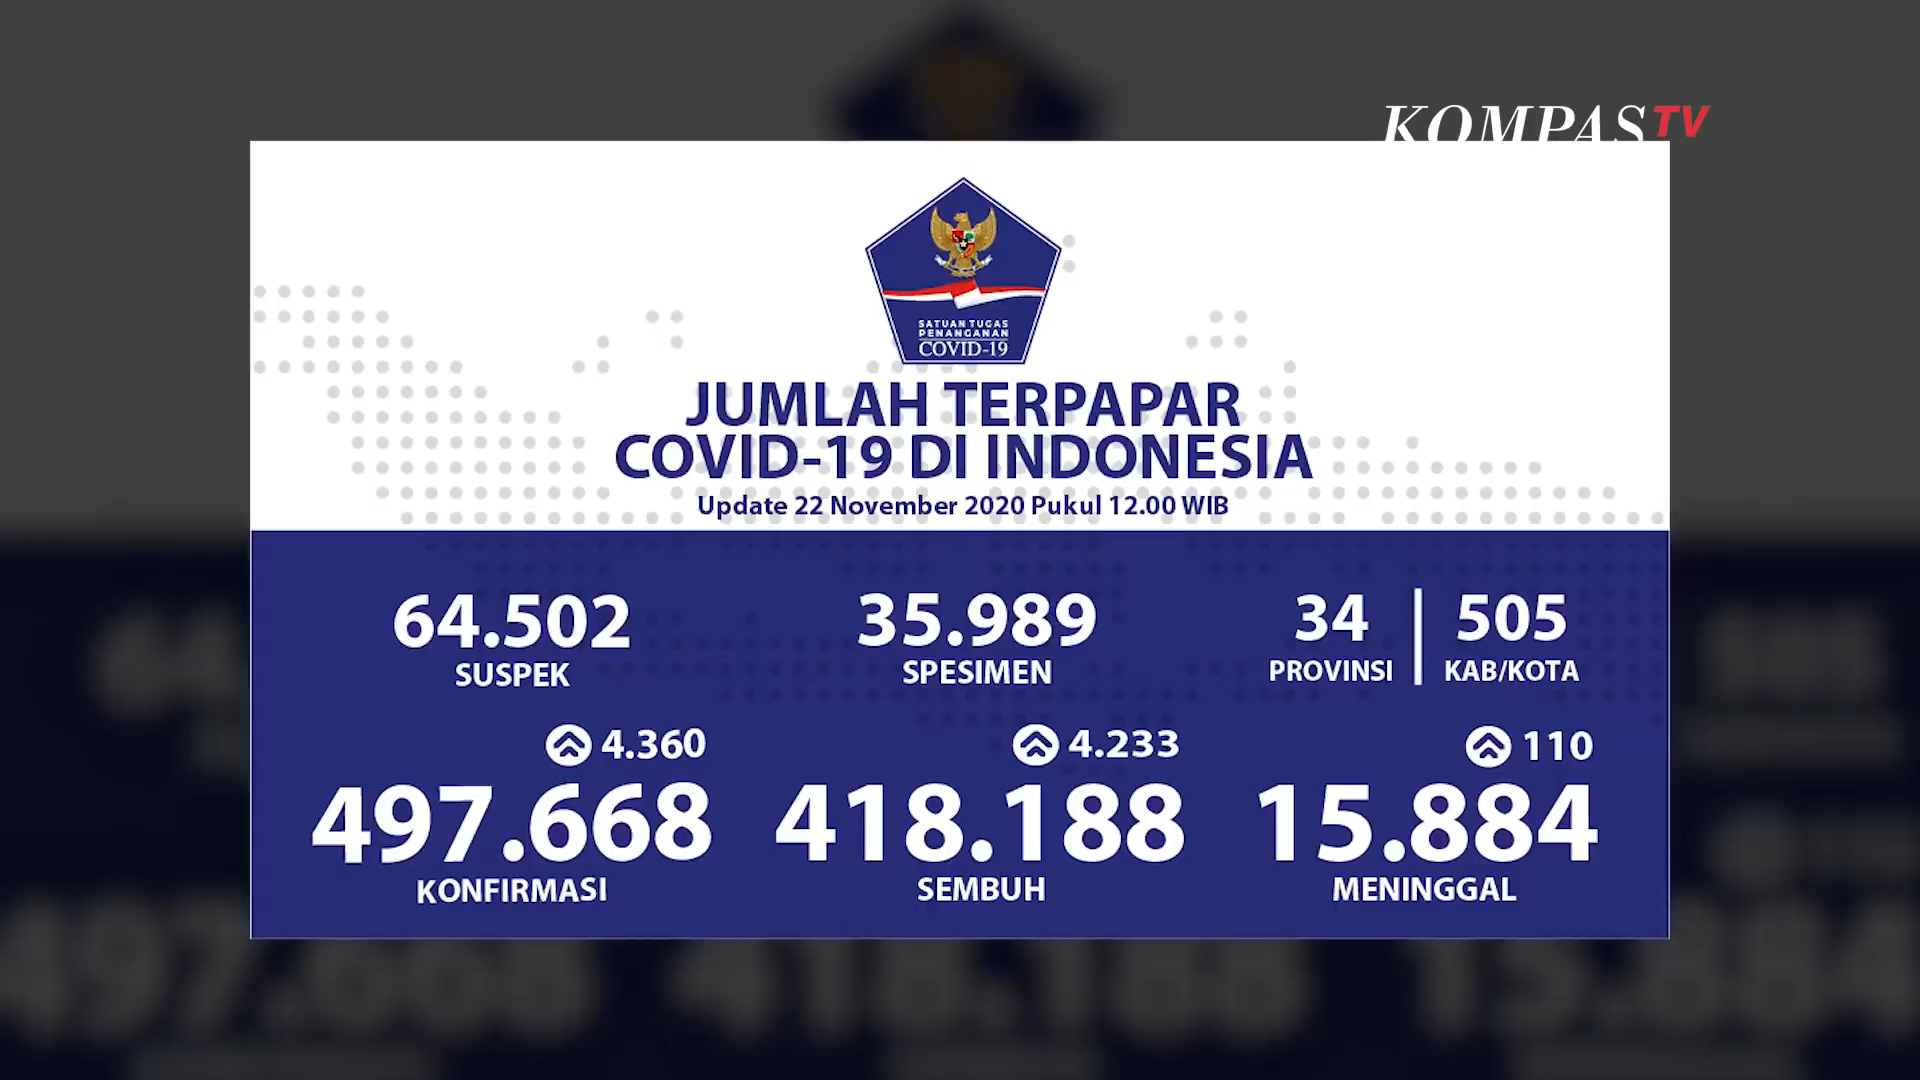 KOMPASTV
SATUAN TUGAS
PENANGANAN
COVID-19
JUMLAH TERPAPAR
COVID-19 DI INDONESIA
Update 22 November 2020 Pukul 12.00 WIB
64.502
SUSPEK
35.989
SPESIMEN
34
PROVINSI
505
KAB/KOTA
4.360
497.668
KONFIRMASI
4.233
418.188
SEMBUH
110
15.884
MENINGGAL